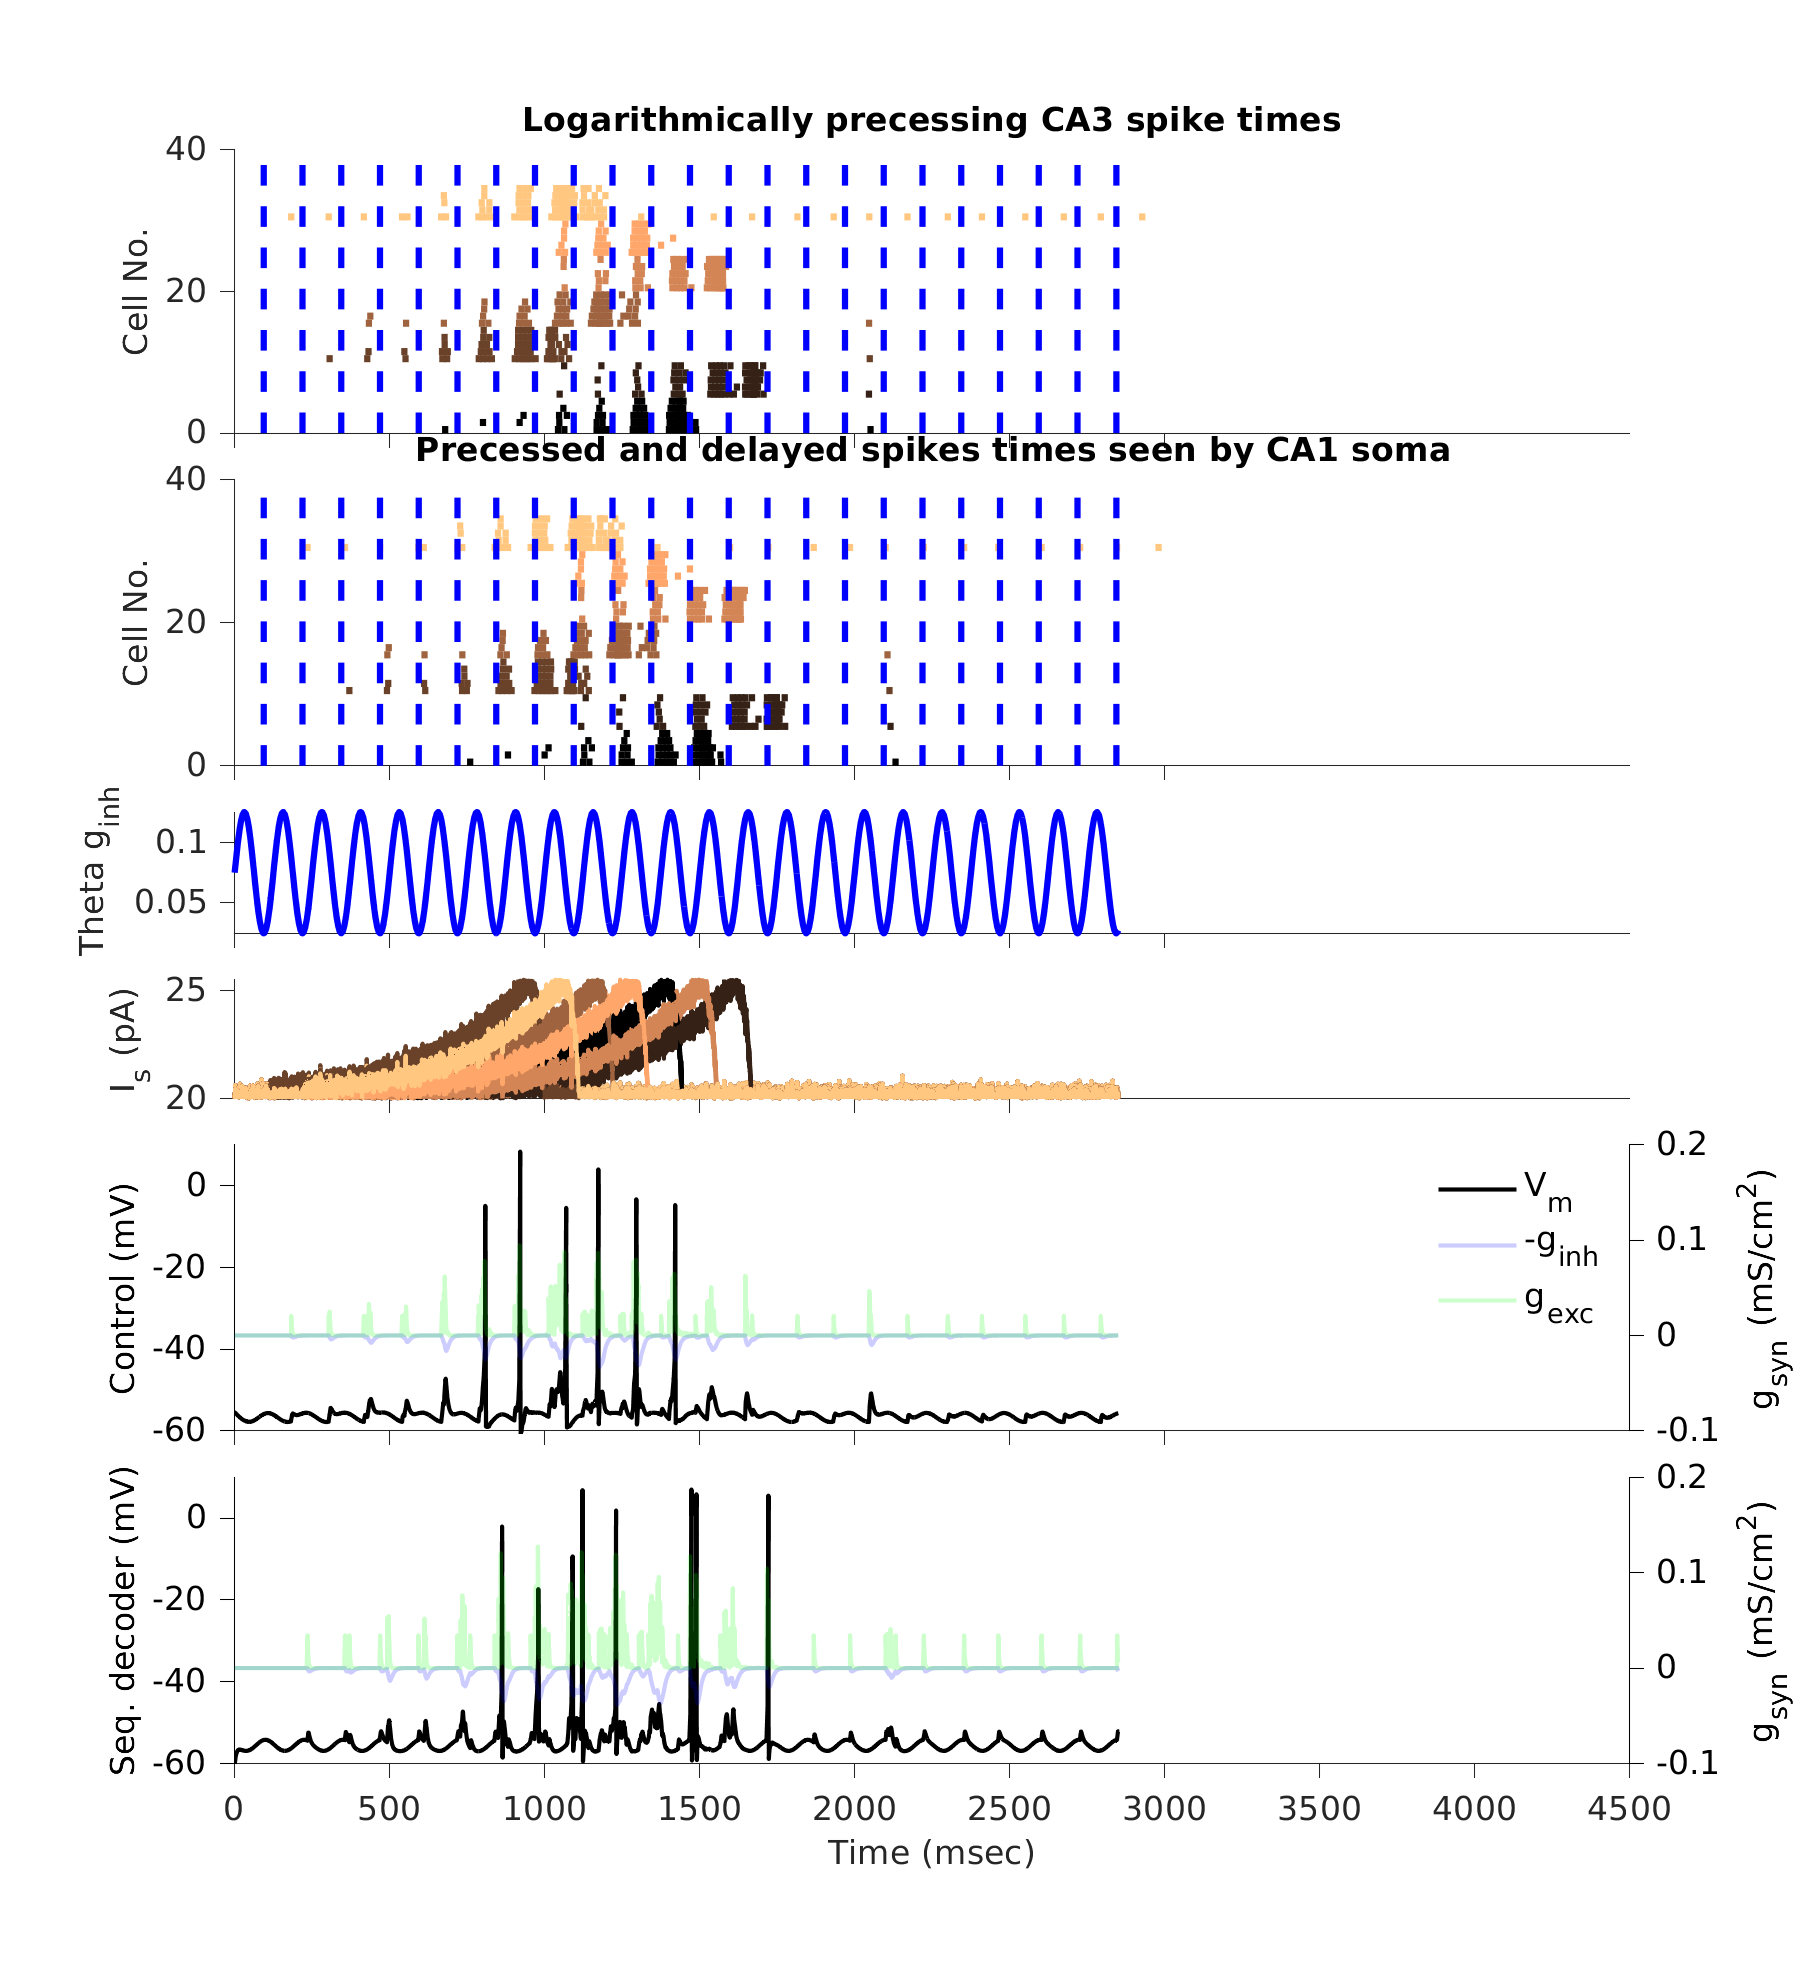 Logarithmically precessing CA3 spike times
40
20
0
Cell No.
Precessed and delayed spikes times seen by CA1 soma
40
20
0
Cell No.
0.1
0.05
Theta g_inh
25
20
I_s (pA)
0
-20
-40
-60
Control (mV)
V_m
-g_inh
g_exc
0.2
0.1
0
-0.1
g_syn (mS/cm^2)
0
-20
-40
-60
Seq. decoder (mV)
0.2
0.1
0
-0.1
g_syn (mS/cm^2)
0 500 1000 1500 2000 2500 3000 3500 4000 4500
Time (msec)